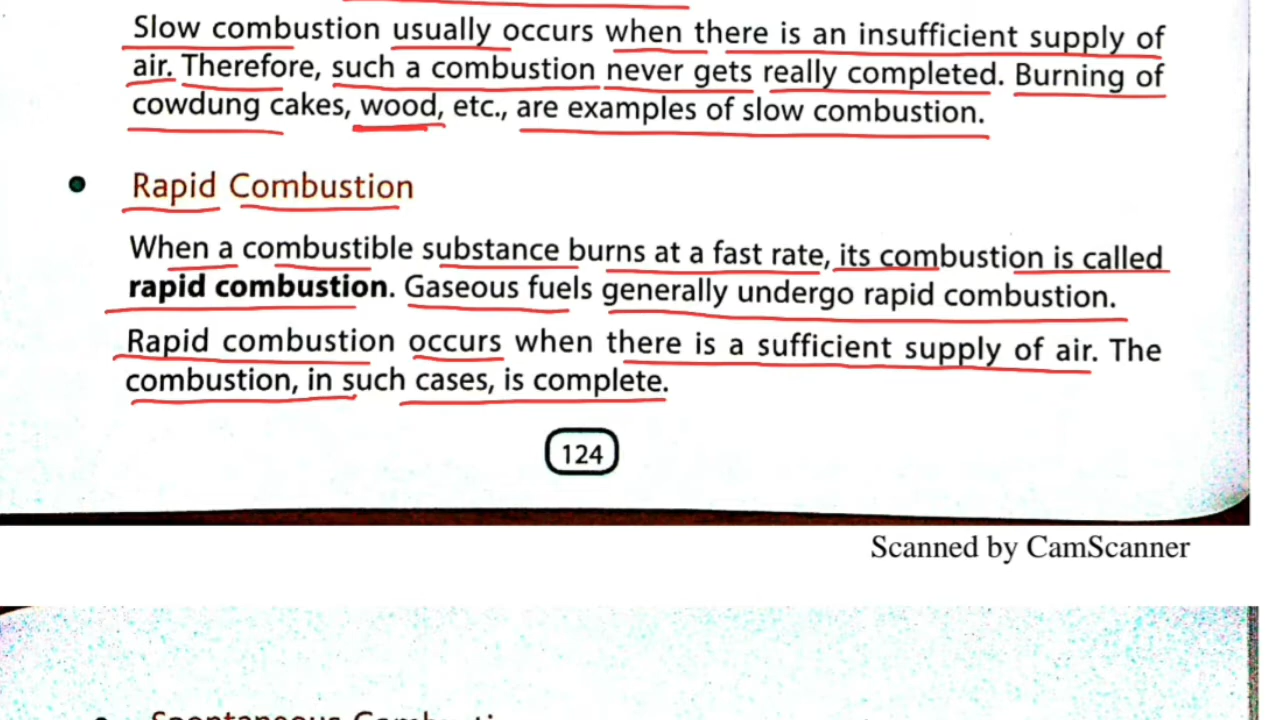 Slow combustion usually occurs when there is an insufficient supply of
air. Therefore, such a combustion never gets really completed. Burning of
cowdung cakes, wood, etc., are examples of slow combustion.
• Rapid Combustion
When a combustible substance burns at a fast rate, its combustion is called
rapid combustion. Gaseous fuels generally undergo rapid combustion.
Rapid combustion occurs when there is a sufficient supply of air. The
combustion, in such cases, is complete.
124
Scanned by CamScanner